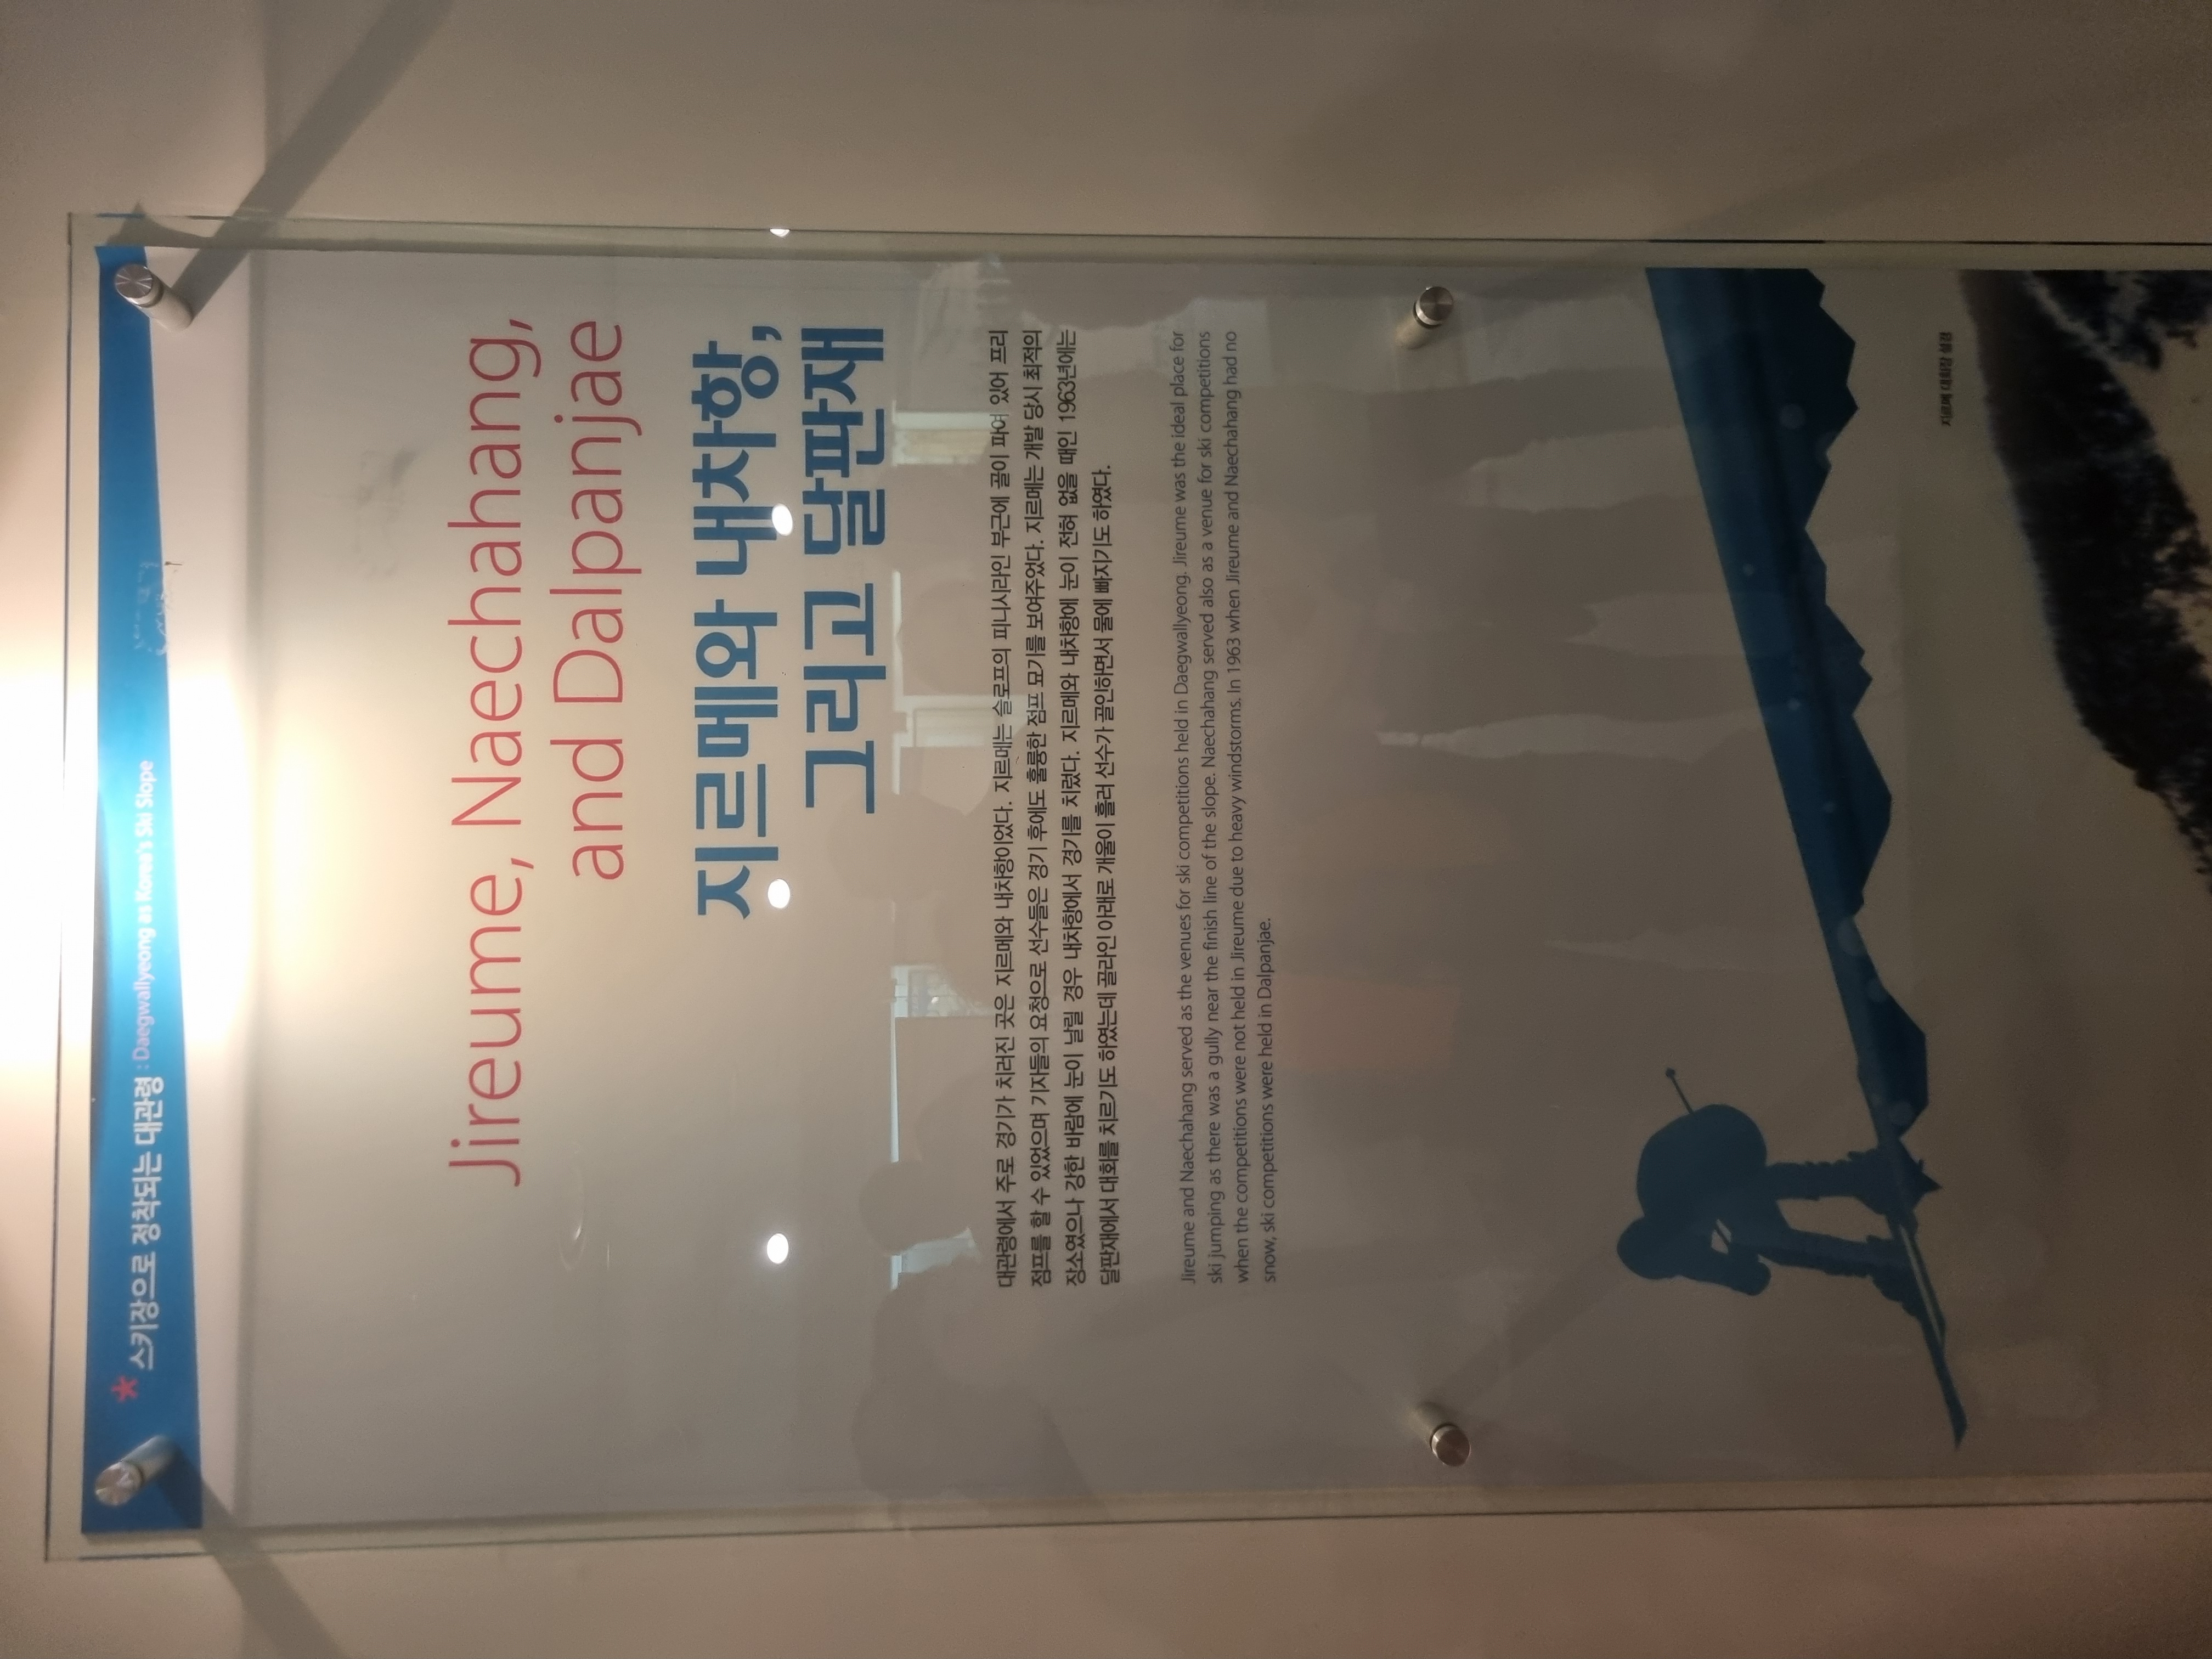 * 스키장으로 정착되는 대관령 : Daegwallyeong as Korea's Ski Slope
Jireume, Naechahang,
and Dalpanjae
지르메와 내차항,
그리고 달판재
대관령에서 주로 경기가 치러진 곳은 지르메와 내차항이었다. 지르메는 슬로프의 피니시라인 부근에 골이 파여 있어 프리
점프를 할 수 있었으며 기자들의 요청으로 선수들은 경기 후에도 훌륭한 점프 묘기를 보여주었다. 지르메는 개발 당시 최적의
장소였으나 강한 바람에 눈이 날릴 경우 내차항에서 경기를 치렀다. 지르메와 내차항에 눈이 전혀 없을 때인 1963년에는
달판재에서 대회를 치르기도 하였는데 골라인 아래로 개울이 흘러 선수가 골인하면서 물에 빠지기도 하였다.
Jireume and Naechahang served as the venues for ski competitions held in Daegwallyeong. Jireume was the ideal place for
ski jumping as there was a gully near the finish line of the slope. Naechahang served also as a venue for ski competitions
when the competitions were not held in Jireume due to heavy windstorms. In 1963 when Jireume and Naechahang had no
snow, ski competitions were held in Dalpanjae.
지르메 대회장 설경